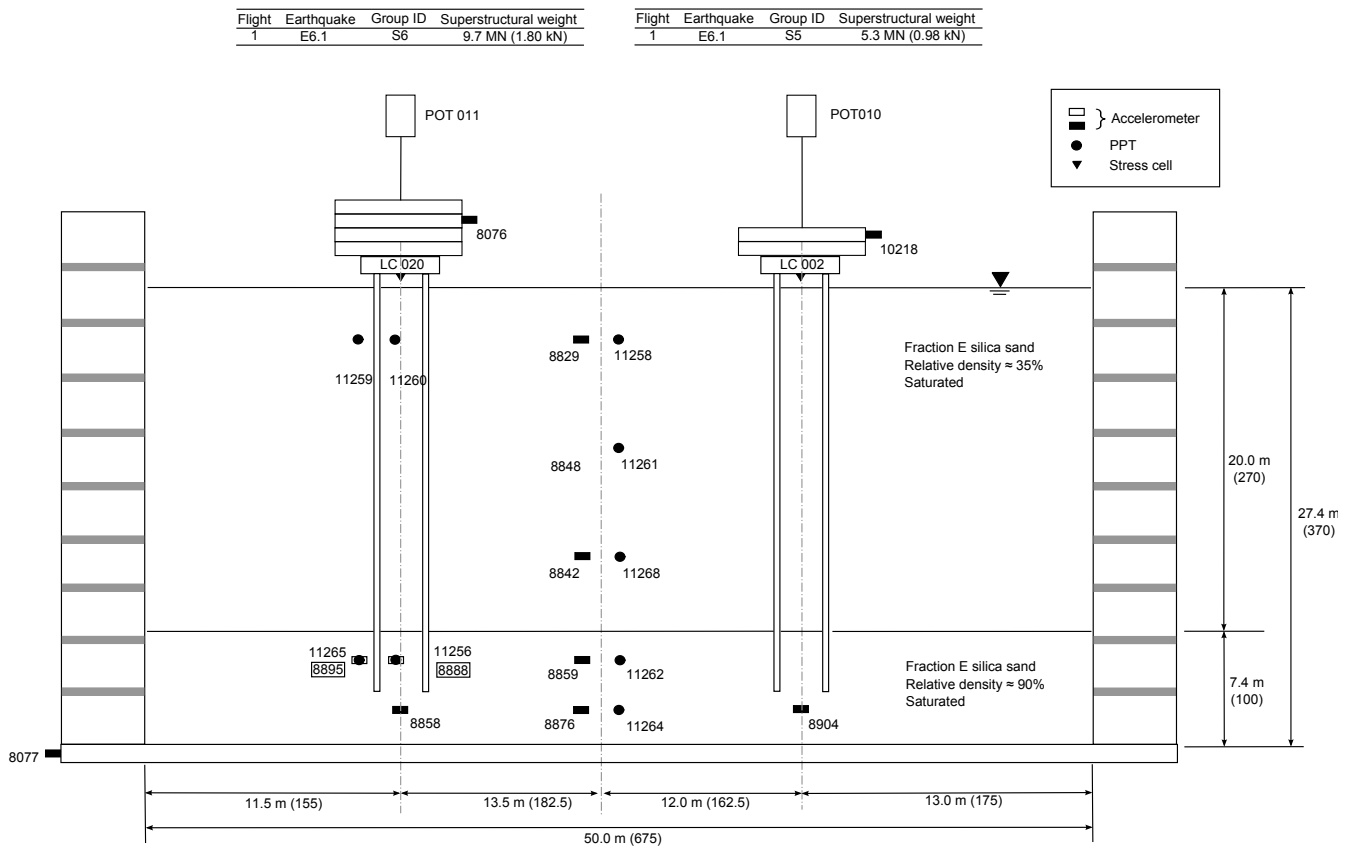 Flight Earthquake Group ID Superstructural weight
1 E6.1 S6 9.7 MN (1.80 kN)
Flight Earthquake Group ID Superstructural weight
1 E6.1 S5 5.3 MN (0.98 kN)
POT 011
POT010
Accelerometer
PPT
Stress cell
8076
10218
LC 020
LC 002
11259
11260
8829
11258
Fraction E silica sand
Relative density ≈ 35%
Saturated
8848
11261
20.0 m
(270)
27.4 m
(370)
8842
11268
11265
8895
11256
8888
8859
11262
Fraction E silica sand
Relative density ≈ 90%
Saturated
7.4 m
(100)
8858
8876
11264
8904
8077
11.5 m (155)
13.5 m (182.5)
12.0 m (162.5)
13.0 m (175)
50.0 m (675)